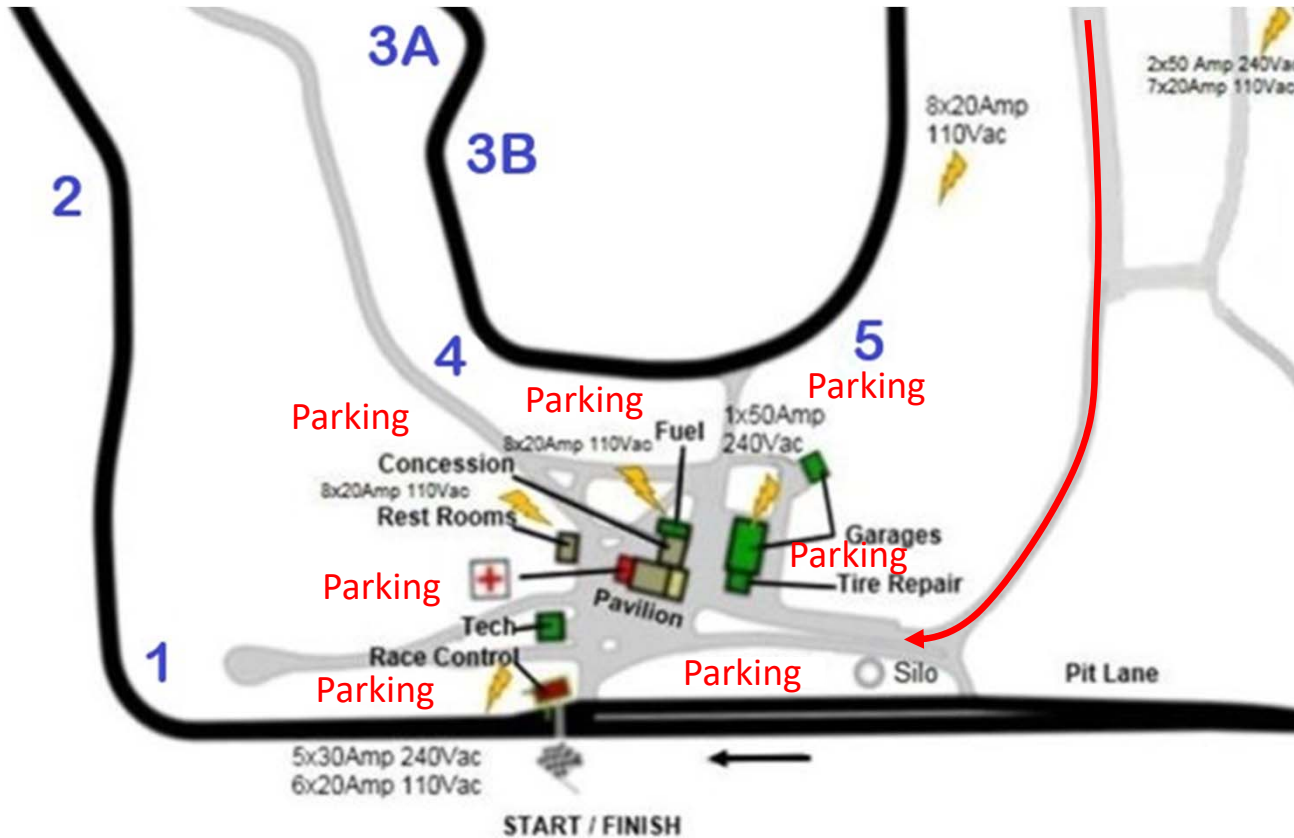 3A
2x50 Amp 240Vac
7x20Amp 110Vac
8x20Amp
110Vac
3B
2
4
5
Parking
Parking
Parking
1x50Amp
240Vac
Fuel
8x20Amp 110Vac
Concession
8x20Amp 110Vac
Rest Rooms
Garages
Parking
Tire Repair
Parking
Pavilion
Tech
Race Control
1
Parking
Parking
Silo
Pit Lane
5x30Amp 240Vac
6x20Amp 110Vac
START / FINISH